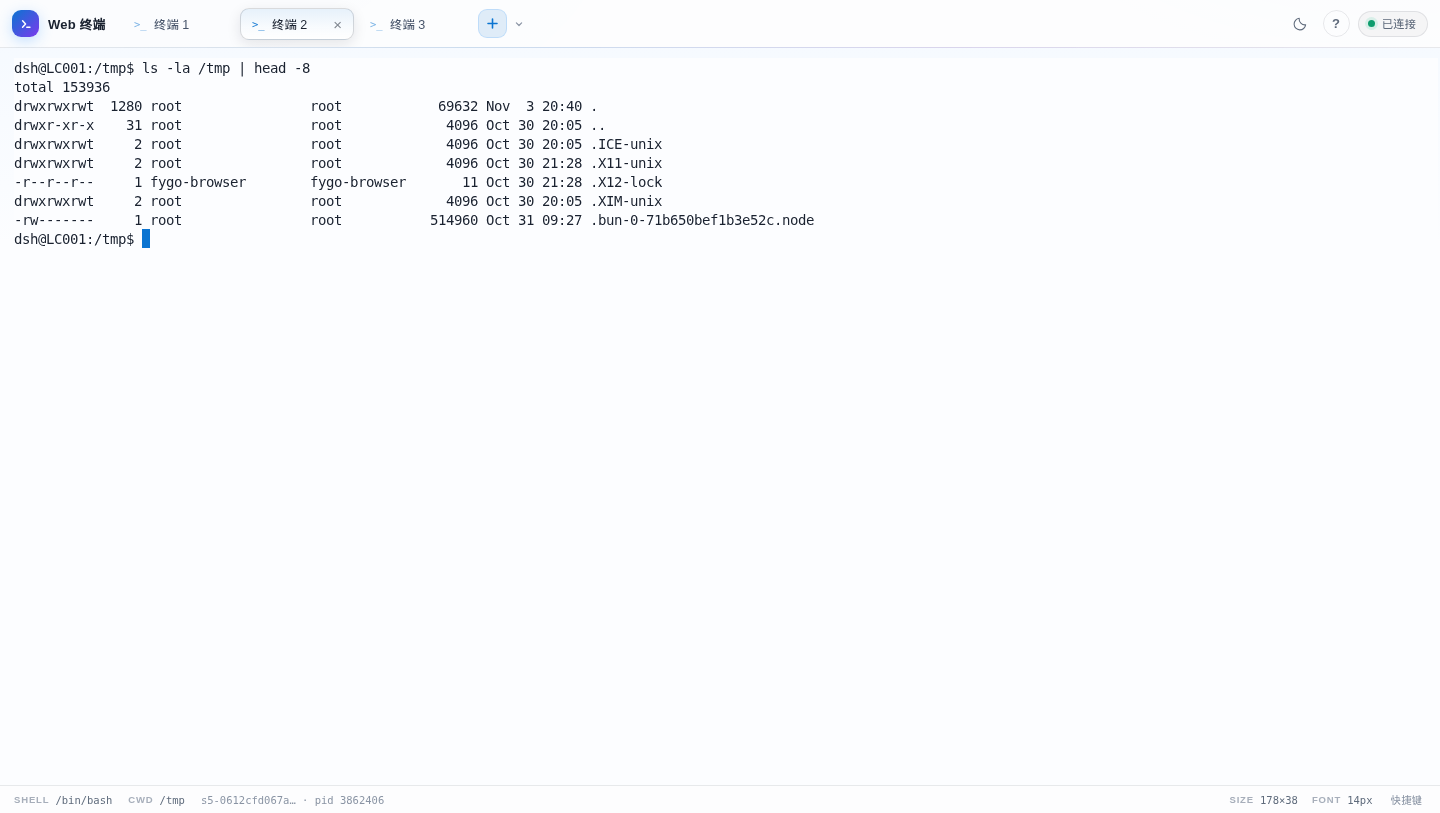 Web 终端 >_ 终端 1 >_ 终端 2 × >_ 终端 3 + ? 已连接
dsh@LC001:/tmp$ ls -la /tmp | head -8
total 153936
drwxrwxrwt  1280 root                root            69632 Nov  3 20:40 .
drwxr-xr-x    31 root                root             4096 Oct 30 20:05 ..
drwxrwxrwt     2 root                root             4096 Oct 30 20:05 .ICE-unix
drwxrwxrwt     2 root                root             4096 Oct 30 21:28 .X11-unix
-r--r--r--     1 fygo-browser        fygo-browser       11 Oct 30 21:28 .X12-lock
drwxrwxrwt     2 root                root             4096 Oct 30 20:05 .XIM-unix
-rw-------     1 root                root           514960 Oct 31 09:27 .bun-0-71b650bef1b3e52c.node
dsh@LC001:/tmp$
SHELL /bin/bash CWD /tmp s5-0612cfd067a… · pid 3862406 SIZE 178×38 FONT 14px 快捷键